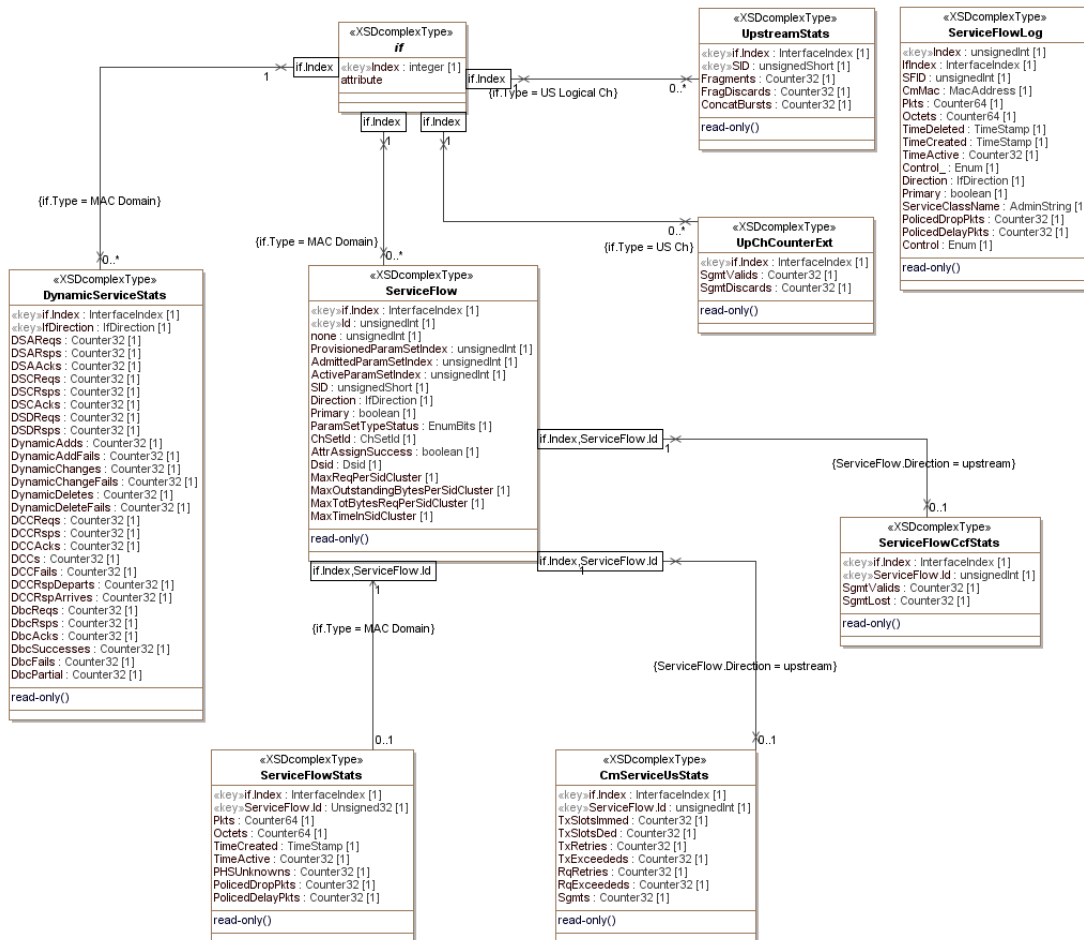 «XSDcomplexType»
if
«key»Index : integer [1]
attribute
if.Index
1
if.Index
1
{if.Type = US Logical Ch}
0..*
if.Index
1
if.Index
1
«XSDcomplexType»
UpstreamStats
«key»if.Index : InterfaceIndex [1]
«key»SID : unsignedShort [1]
Fragments : Counter32 [1]
FragDiscards : Counter32 [1]
ConcatBursts : Counter32 [1]
read-only()
«XSDcomplexType»
ServiceFlowLog
«key»Index : unsignedInt [1]
IfIndex : InterfaceIndex [1]
SFID : unsignedInt [1]
CmMac : MacAddress [1]
Pkts : Counter64 [1]
Octets : Counter64 [1]
TimeDeleted : TimeStamp [1]
TimeCreated : TimeStamp [1]
TimeActive : Counter32 [1]
Control_ : Enum [1]
Direction : IfDirection [1]
Primary : boolean [1]
ServiceClassName : AdminString [1]
PolicedDropPkts : Counter32 [1]
PolicedDelayPkts : Counter32 [1]
Control : Enum [1]
read-only()
{if.Type = MAC Domain}
0..*
{if.Type = MAC Domain}
0..*
0..*
{if.Type = US Ch}
«XSDcomplexType»
UpChCounterExt
«key»if.Index : InterfaceIndex [1]
SgmtValids : Counter32 [1]
SgmtDiscards : Counter32 [1]
read-only()
«XSDcomplexType»
DynamicServiceStats
«key»if.Index : InterfaceIndex [1]
«key»IfDirection : IfDirection [1]
DSAReqs : Counter32 [1]
DSARsps : Counter32 [1]
DSAAcks : Counter32 [1]
DSCReqs : Counter32 [1]
DSCRsps : Counter32 [1]
DSCAcks : Counter32 [1]
DSDReqs : Counter32 [1]
DSDRsps : Counter32 [1]
DynamicAdds : Counter32 [1]
DynamicAddFails : Counter32 [1]
DynamicChanges : Counter32 [1]
DynamicChangeFails : Counter32 [1]
DynamicDeletes : Counter32 [1]
DynamicDeleteFails : Counter32 [1]
DCCReqs : Counter32 [1]
DCCRsps : Counter32 [1]
DCCAcks : Counter32 [1]
DCCs : Counter32 [1]
DCCFails : Counter32 [1]
DCCRspDeparts : Counter32 [1]
DCCRspArrives : Counter32 [1]
DbcReqs : Counter32 [1]
DbcRsps : Counter32 [1]
DbcAcks : Counter32 [1]
DbcSuccesses : Counter32 [1]
DbcFails : Counter32 [1]
DbcPartial : Counter32 [1]
read-only()
«XSDcomplexType»
ServiceFlow
«key»if.Index : InterfaceIndex [1]
«key»Id : unsignedInt [1]
none : unsignedInt [1]
ProvisionedParamSetIndex : unsignedInt [1]
AdmittedParamSetIndex : unsignedInt [1]
ActiveParamSetIndex : unsignedInt [1]
SID : unsignedShort [1]
Direction : IfDirection [1]
Primary : boolean [1]
ParamSetTypeStatus : EnumBits [1]
ChSetId : ChSetId [1]
AttrAssignSuccess : boolean [1]
Dsid : Dsid [1]
MaxReqPerSidCluster [1]
MaxOutstandingBytesPerSidCluster [1]
MaxTotBytesReqPerSidCluster [1]
MaxTimeInSidCluster [1]
read-only()
if.Index,ServiceFlow.Id
1
{ServiceFlow.Direction = upstream}
0..1
if.Index,ServiceFlow.Id
1
if.Index,ServiceFlow.Id
1
{if.Type = MAC Domain}
0..1
{ServiceFlow.Direction = upstream}
0..1
«XSDcomplexType»
ServiceFlowCcfStats
«key»if.Index : InterfaceIndex [1]
«key»ServiceFlow.Id : unsignedInt [1]
SgmtValids : Counter32 [1]
SgmtLost : Counter32 [1]
read-only()
«XSDcomplexType»
ServiceFlowStats
«key»if.Index : InterfaceIndex [1]
«key»ServiceFlow.Id : Unsigned32 [1]
Pkts : Counter64 [1]
Octets : Counter64 [1]
TimeCreated : TimeStamp [1]
TimeActive : Counter32 [1]
PHSUnknowns : Counter32 [1]
PolicedDropPkts : Counter32 [1]
PolicedDelayPkts : Counter32 [1]
read-only()
«XSDcomplexType»
CmServiceUsStats
«key»if.Index : InterfaceIndex [1]
«key»ServiceFlow.Id : unsignedInt [1]
TxSlotsImmed : Counter32 [1]
TxSlotsDed : Counter32 [1]
TxRetries : Counter32 [1]
TxExceededs : Counter32 [1]
RqRetries : Counter32 [1]
RqExceededs : Counter32 [1]
Sgmts : Counter32 [1]
read-only()